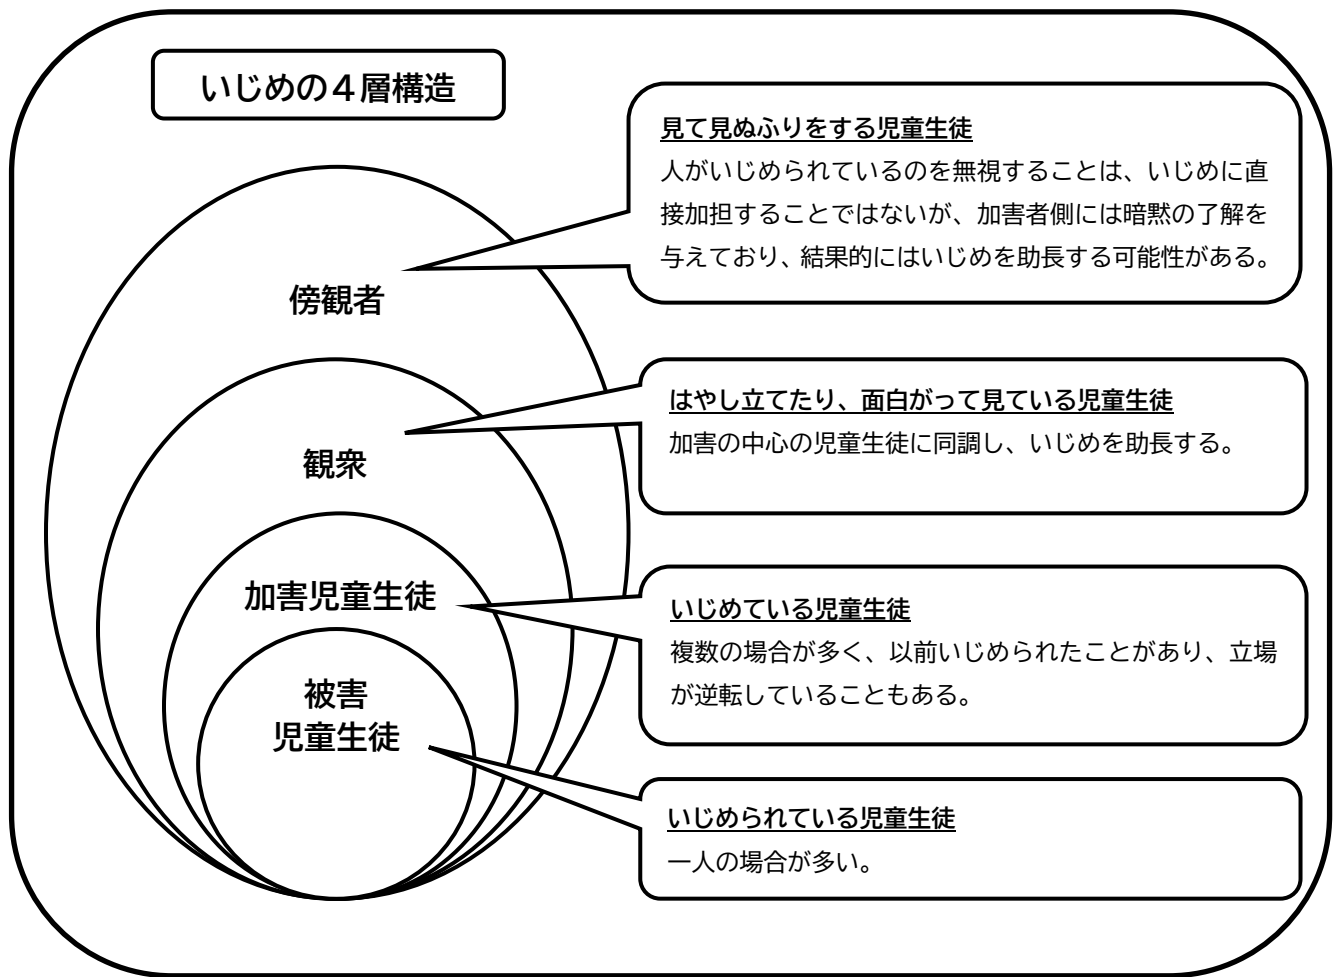 いじめの４層構造
見て見ぬふりをする児童生徒
人がいじめられているのを無視することは、いじめに直
接加担することではないが、加害者側には暗黙の了解を
与えており、結果的にはいじめを助長する可能性がある。
傍観者
はやし立てたり、面白がって見ている児童生徒
加害の中心の児童生徒に同調し、いじめを助長する。
観衆
加害児童生徒
いじめている児童生徒
複数の場合が多く、以前いじめられたことがあり、立場
が逆転していることもある。
被害
児童生徒
いじめられている児童生徒
一人の場合が多い。